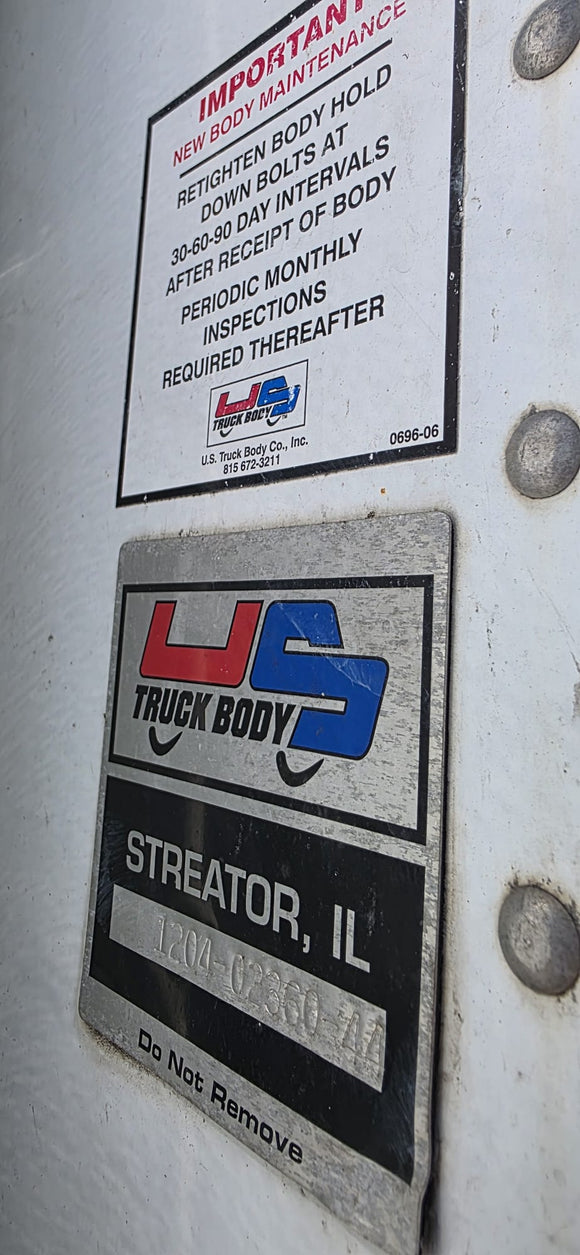 IMPORTANT
NEW BODY MAINTENANCE
RETIGHTEN BODY HOLD
DOWN BOLTS AT
30-60-90 DAY INTERVALS
AFTER RECEIPT OF BODY
PERIODIC MONTHLY
INSPECTIONS
REQUIRED THEREAFTER
US
TRUCK BODY
TM
U.S. Truck Body Co., Inc.
815 672-3211
0696-06
US
TRUCK BODY
STREATOR, IL
1204-02360-44
Do Not Remove